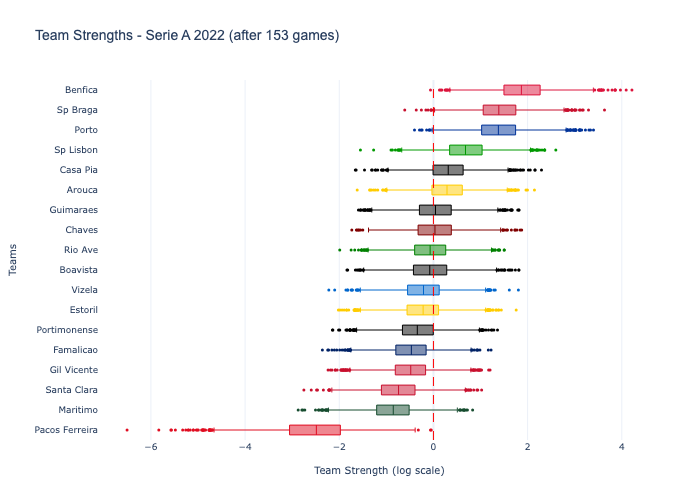 Team Strengths - Serie A 2022 (after 153 games)
Benfica
Sp Braga
Porto
Sp Lisbon
Casa Pia
Arouca
Guimaraes
Chaves
Rio Ave
Boavista
Vizela
Estoril
Portimonense
Famalicao
Gil Vicente
Santa Clara
Maritimo
Pacos Ferreira
Teams
−6 −4 −2 0 2 4
Team Strength (log scale)